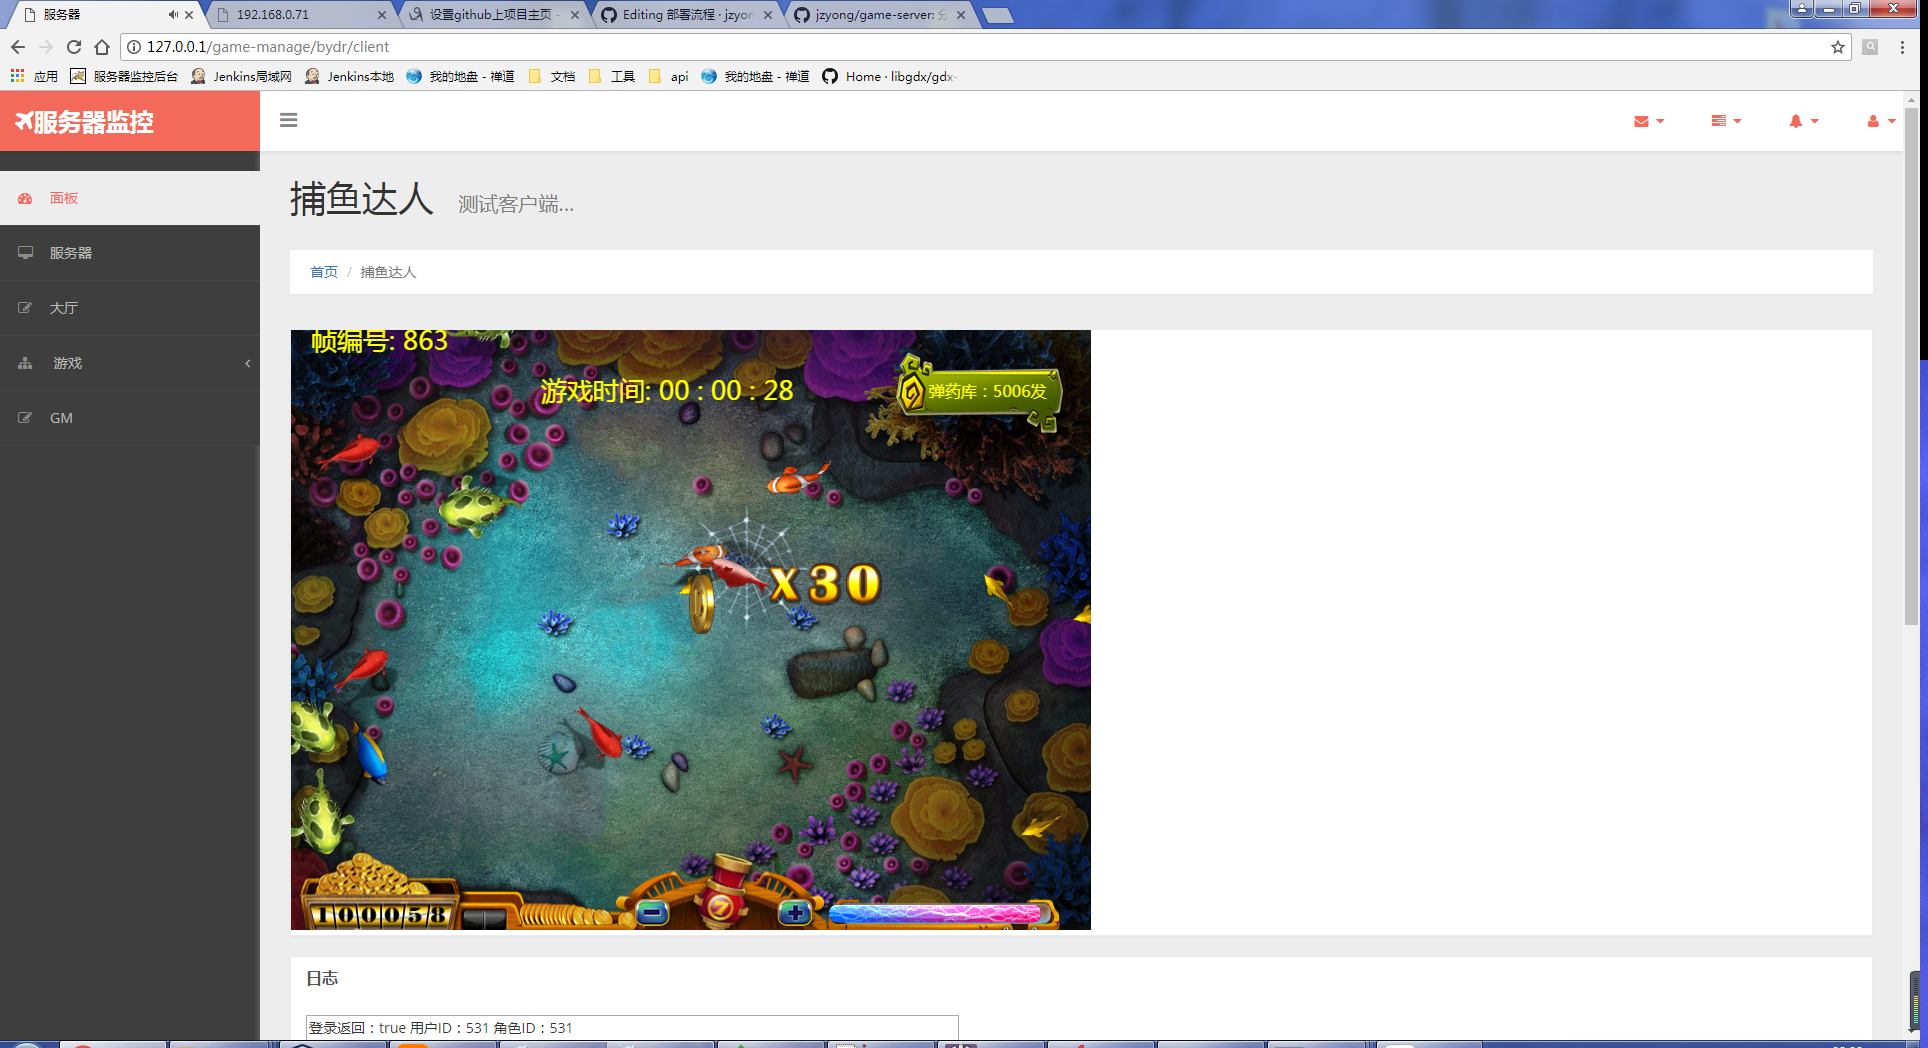 服务器
192.168.0.71
设置github上项目主页 -
Editing 部署流程 · jzyon
jzyong/game-server: 分
127.0.0.1/game-manage/bydr/client
应用
服务器监控后台
Jenkins局域网
Jenkins本地
我的地盘 - 禅道
文档
工具
api
我的地盘 - 禅道
Home · libgdx/gdx-
服务器监控
面板
服务器
大厅
游戏
GM
捕鱼达人 测试客户端...
首页 / 捕鱼达人
帧编号: 863
游戏时间: 00 : 00 : 28
弹药库：5006发
x30
100058
7
日志
登录返回：true 用户ID：531 角色ID：531